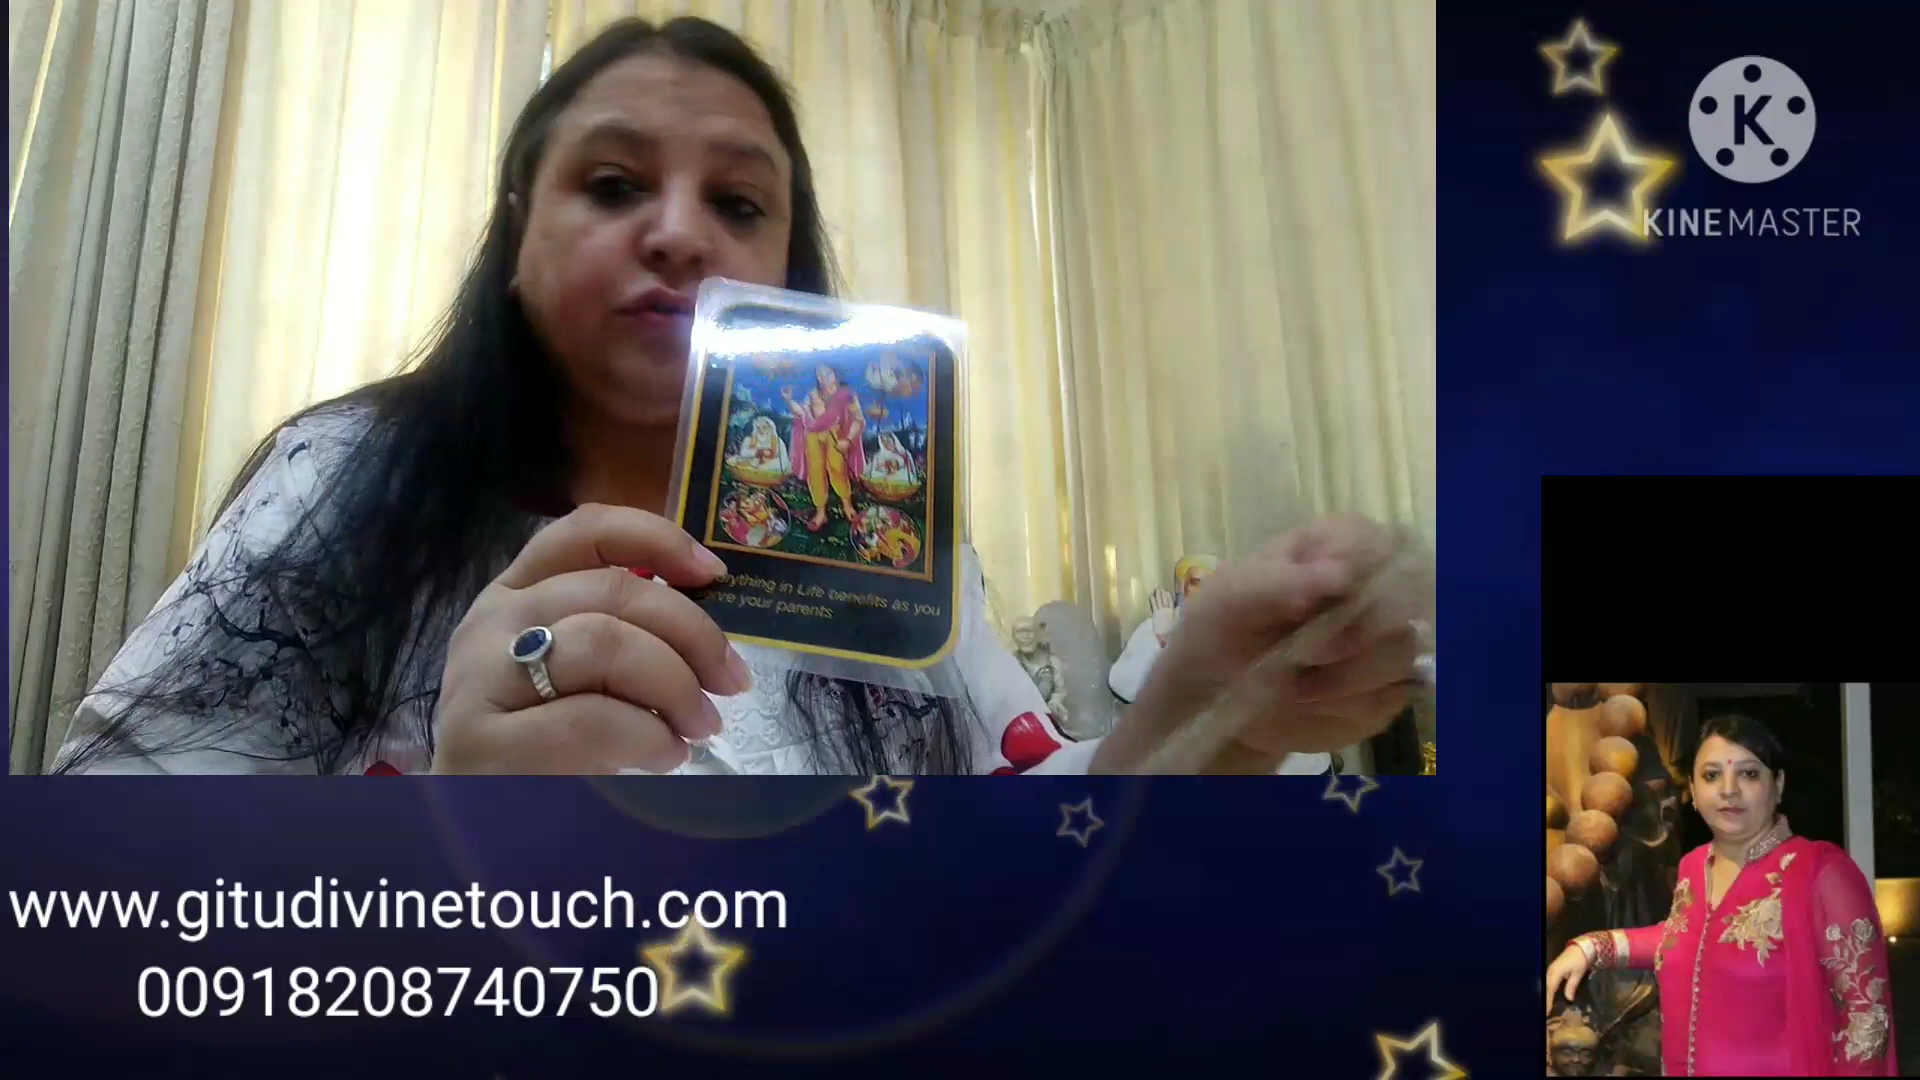 K
KINEMASTER
in Life benefits as you
your parents
www.gitudivinetouch.com
00918208740750